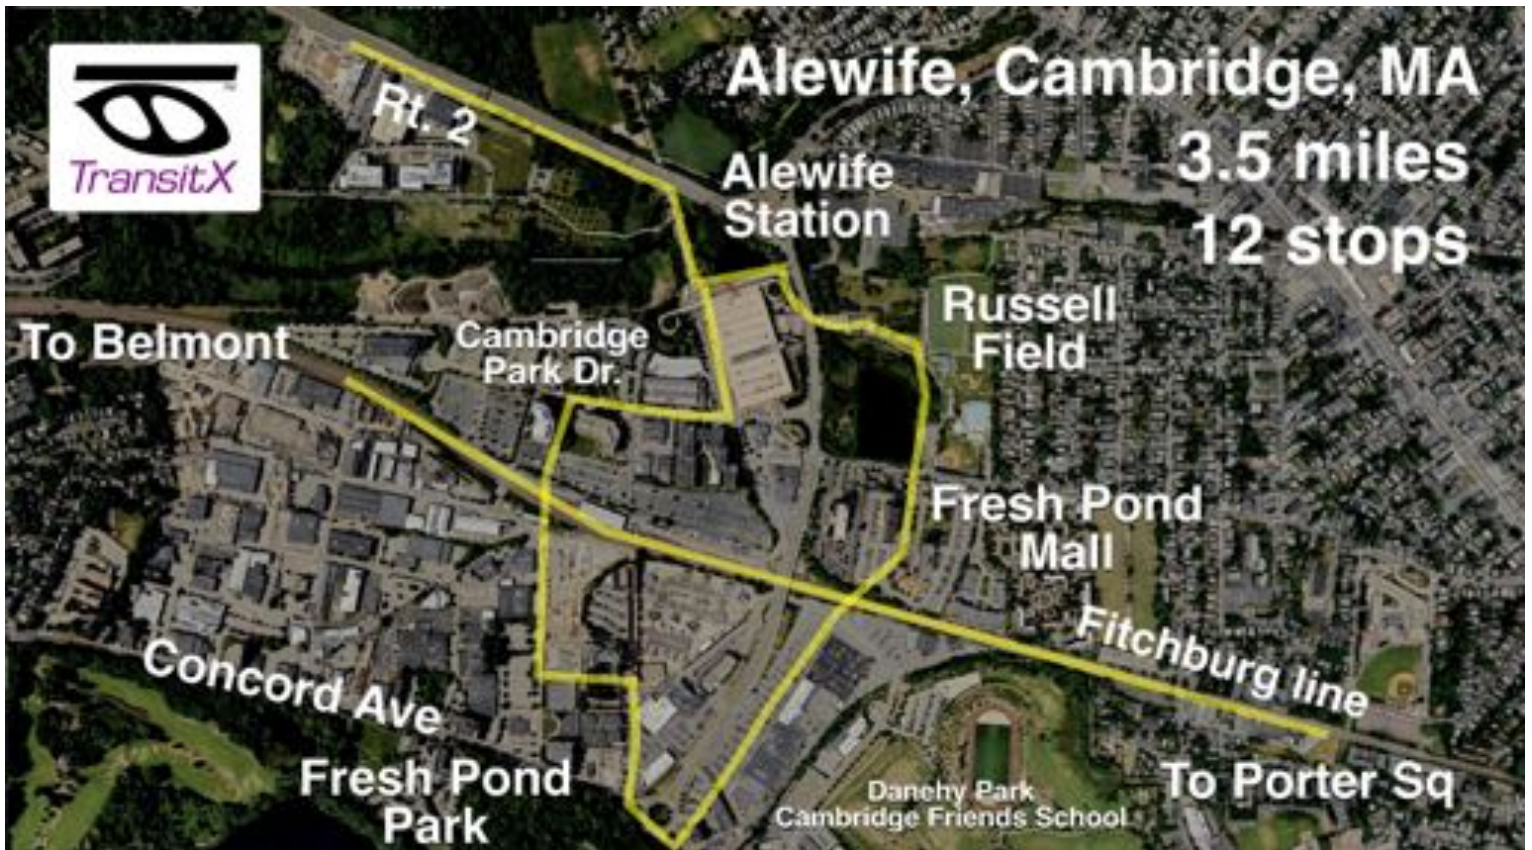 TransitX
Rt. 2
Alewife, Cambridge, MA
3.5 miles
12 stops
Alewife
Station
Russell
Field
To Belmont
Cambridge
Park Dr.
Fresh Pond
Mall
Concord Ave
Fitchburg line
Fresh Pond
Park
Danehy Park
Cambridge Friends School
To Porter Sq